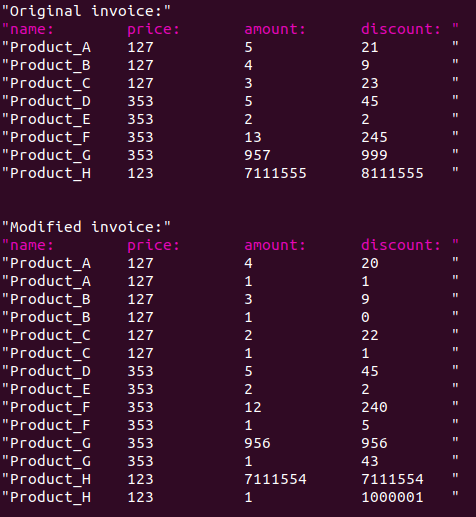 "Original invoice:"
"name: price: amount: discount: "
"Product_A 127 5 21 "
"Product_B 127 4 9 "
"Product_C 127 3 23 "
"Product_D 353 5 45 "
"Product_E 353 2 2 "
"Product_F 353 13 245 "
"Product_G 353 957 999 "
"Product_H 123 7111555 8111555 "
"Modified invoice:"
"name: price: amount: discount: "
"Product_A 127 4 20 "
"Product_A 127 1 1 "
"Product_B 127 3 9 "
"Product_B 127 1 0 "
"Product_C 127 2 22 "
"Product_C 127 1 1 "
"Product_D 353 5 45 "
"Product_E 353 2 2 "
"Product_F 353 12 240 "
"Product_F 353 1 5 "
"Product_G 353 956 956 "
"Product_G 353 1 43 "
"Product_H 123 7111554 7111554 "
"Product_H 123 1 1000001 "